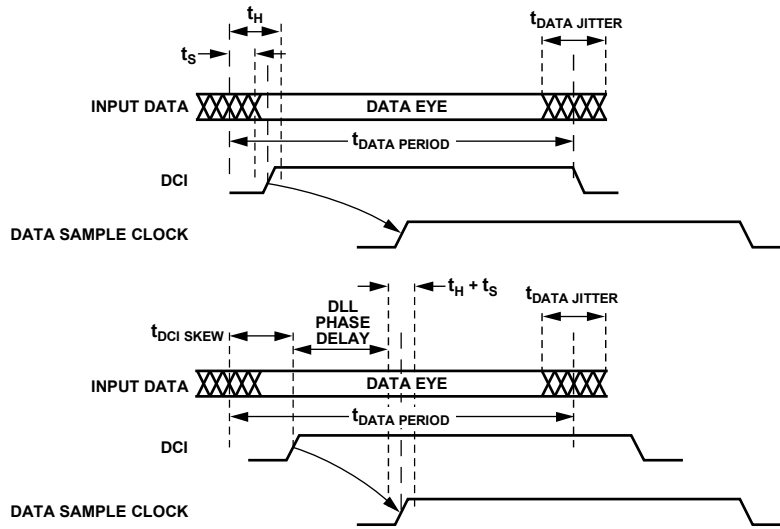 tH
tDATA JITTER
tS
INPUT DATA
DATA EYE
tDATA PERIOD
DCI
DATA SAMPLE CLOCK
tH + tS
DLL
PHASE
DELAY
tDATA JITTER
tDCI SKEW
INPUT DATA
DATA EYE
tDATA PERIOD
DCI
DATA SAMPLE CLOCK